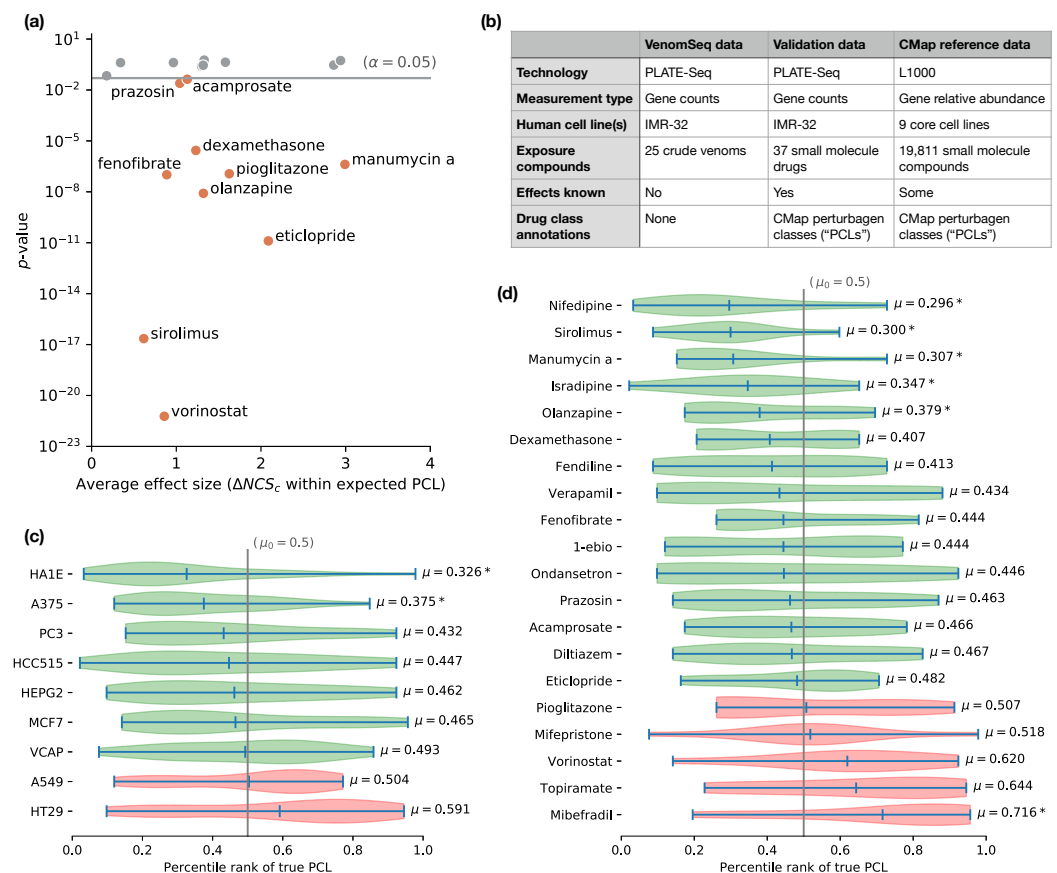 (a)
10^1
10^-2
10^-5
10^-8
10^-11
10^-14
10^-17
10^-20
10^-23
p-value
(α = 0.05)
prazosin
acamprosate
dexamethasone
fenofibrate
pioglitazone
manumycin a
olanzapine
eticlopride
sirolimus
vorinostat
0 1 2 3 4
Average effect size (ΔNCS_c within expected PCL)
(b)
VenomSeq data Validation data CMap reference data
Technology PLATE-Seq PLATE-Seq L1000
Measurement type Gene counts Gene counts Gene relative abundance
Human cell line(s) IMR-32 IMR-32 9 core cell lines
Exposure compounds 25 crude venoms 37 small molecule drugs 19,811 small molecule compounds
Effects known No Yes Some
Drug class annotations None CMap perturbagen classes (“PCLs”) CMap perturbagen classes (“PCLs”)
(c)
(μ₀ = 0.5)
HA1E μ = 0.326 *
A375 μ = 0.375 *
PC3 μ = 0.432
HCC515 μ = 0.447
HEPG2 μ = 0.462
MCF7 μ = 0.465
VCAP μ = 0.493
A549 μ = 0.504
HT29 μ = 0.591
0.0 0.2 0.4 0.6 0.8 1.0
Percentile rank of true PCL
(d)
(μ₀ = 0.5)
Nifedipine μ = 0.296 *
Sirolimus μ = 0.300 *
Manumycin a μ = 0.307 *
Isradipine μ = 0.347 *
Olanzapine μ = 0.379 *
Dexamethasone μ = 0.407
Fendiline μ = 0.413
Verapamil μ = 0.434
Fenofibrate μ = 0.444
1-ebio μ = 0.444
Ondansetron μ = 0.446
Prazosin μ = 0.463
Acamprosate μ = 0.466
Diltiazem μ = 0.467
Eticlopride μ = 0.482
Pioglitazone μ = 0.507
Mifepristone μ = 0.518
Vorinostat μ = 0.620
Topiramate μ = 0.644
Mibefradil μ = 0.716 *
0.0 0.2 0.4 0.6 0.8 1.0
Percentile rank of true PCL